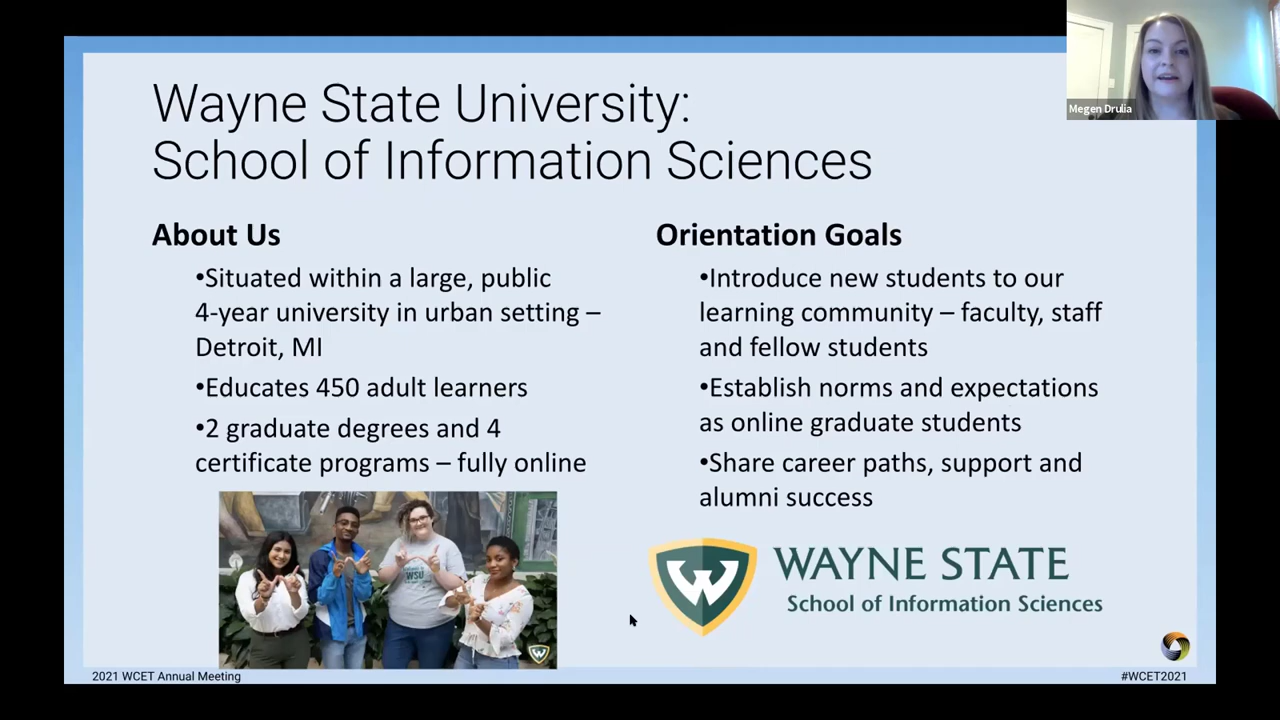 Wayne State University:
School of Information Sciences
Megen Drulia
About Us
•Situated within a large, public
4-year university in urban setting –
Detroit, MI
•Educates 450 adult learners
•2 graduate degrees and 4
certificate programs – fully online
WSU
Orientation Goals
•Introduce new students to our
learning community – faculty, staff
and fellow students
•Establish norms and expectations
as online graduate students
•Share career paths, support and
alumni success
W
WAYNE STATE
School of Information Sciences
2021 WCET Annual Meeting
#WCET2021